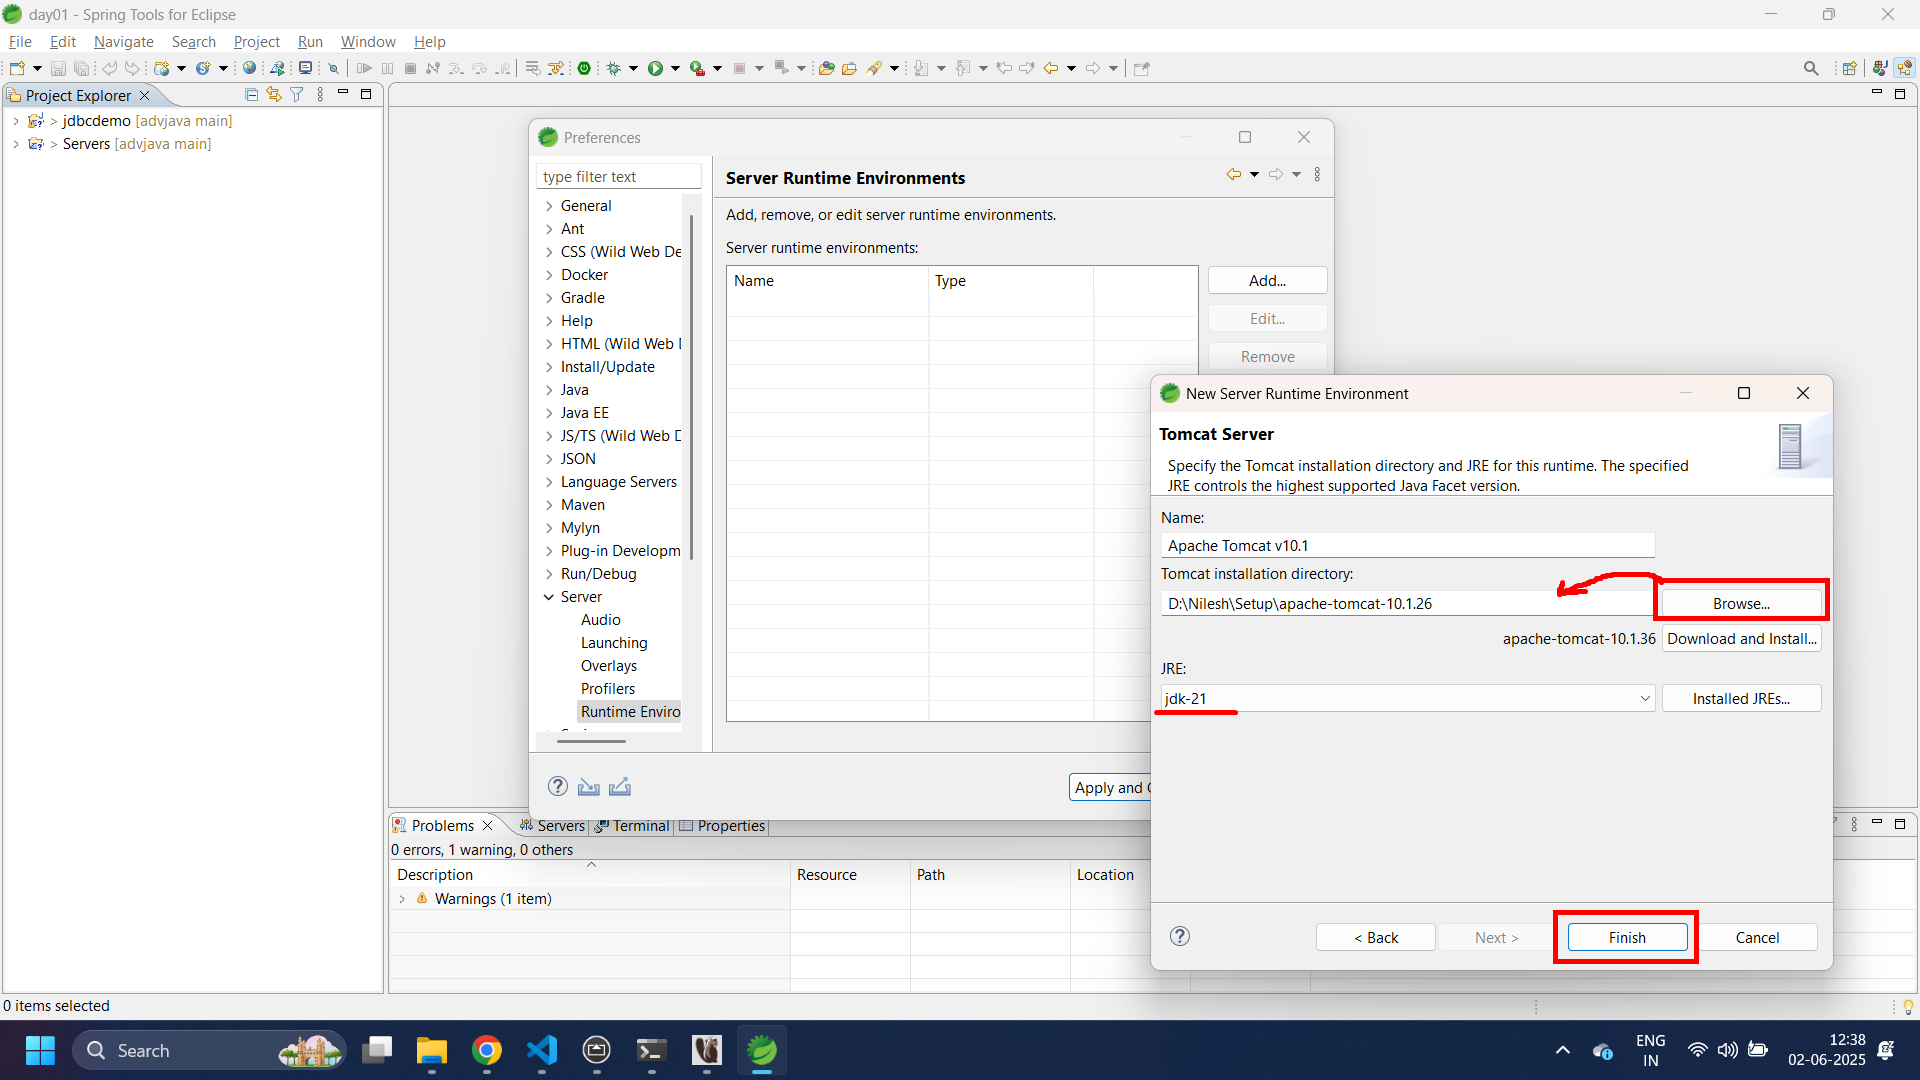 day01 - Spring Tools for Eclipse
File Edit Navigate Search Project Run Window Help
Project Explorer
> jdbcdemo [advjava main]
> Servers [advjava main]
Preferences
type filter text
General
Ant
CSS (Wild Web De
Docker
Gradle
Help
HTML (Wild Web
Install/Update
Java
Java EE
JS/TS (Wild Web
JSON
Language Servers
Maven
Mylyn
Plug-in Developm
Run/Debug
Server
Audio
Launching
Overlays
Profilers
Runtime Enviro
Server Runtime Environments
Add, remove, or edit server runtime environments.
Server runtime environments:
Name Type
Add...
Edit...
Remove
Apply and
New Server Runtime Environment
Tomcat Server
Specify the Tomcat installation directory and JRE for this runtime. The specified
JRE controls the highest supported Java Facet version.
Name:
Apache Tomcat v10.1
Tomcat installation directory:
D:\Nilesh\Setup\apache-tomcat-10.1.26 Browse...
apache-tomcat-10.1.36 Download and Install...
JRE:
jdk-21 Installed JREs...
< Back Next > Finish Cancel
Problems Servers Terminal Properties
0 errors, 1 warning, 0 others
Description Resource Path Location
Warnings (1 item)
0 items selected
Search
ENG
IN
12:38
02-06-2025